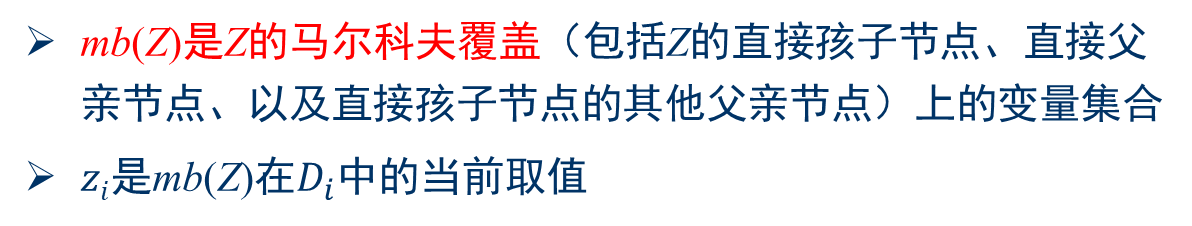 ➢ mb(Z)是Z的马尔科夫覆盖（包括Z的直接孩子节点、直接父
亲节点、以及直接孩子节点的其他父亲节点）上的变量集合
➢ zᵢ是mb(Z)在Dᵢ中的当前取值